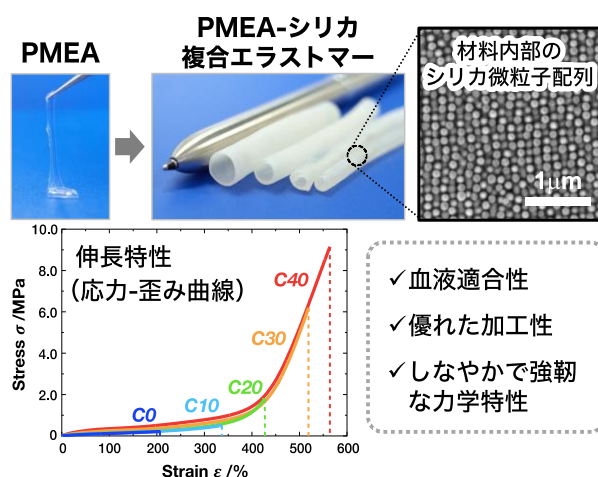 PMEA
PMEA-シリカ
複合エラストマー
材料内部の
シリカ微粒子配列
1μm
伸長特性
（応力-歪み曲線）
Stress σ /MPa
10.0
8.0
6.0
4.0
2.0
0
C40
C30
C20
C10
C0
0 100 200 300 400 500 600
Strain ε /%
✓血液適合性
✓優れた加工性
✓しなやかで強靭
な力学特性